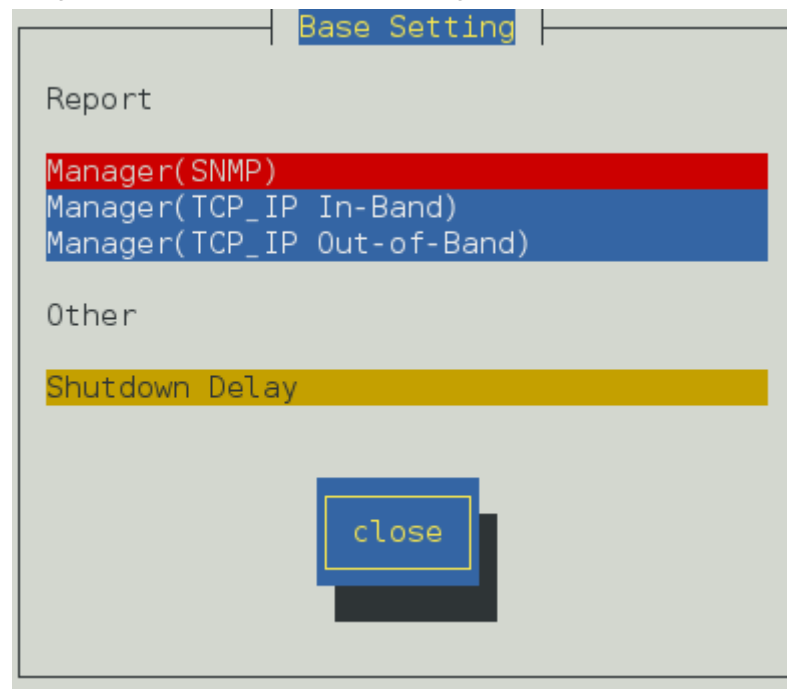 Base Setting
Report
Manager(SNMP)
Manager(TCP_IP In-Band)
Manager(TCP_IP Out-of-Band)
Other
Shutdown Delay
close